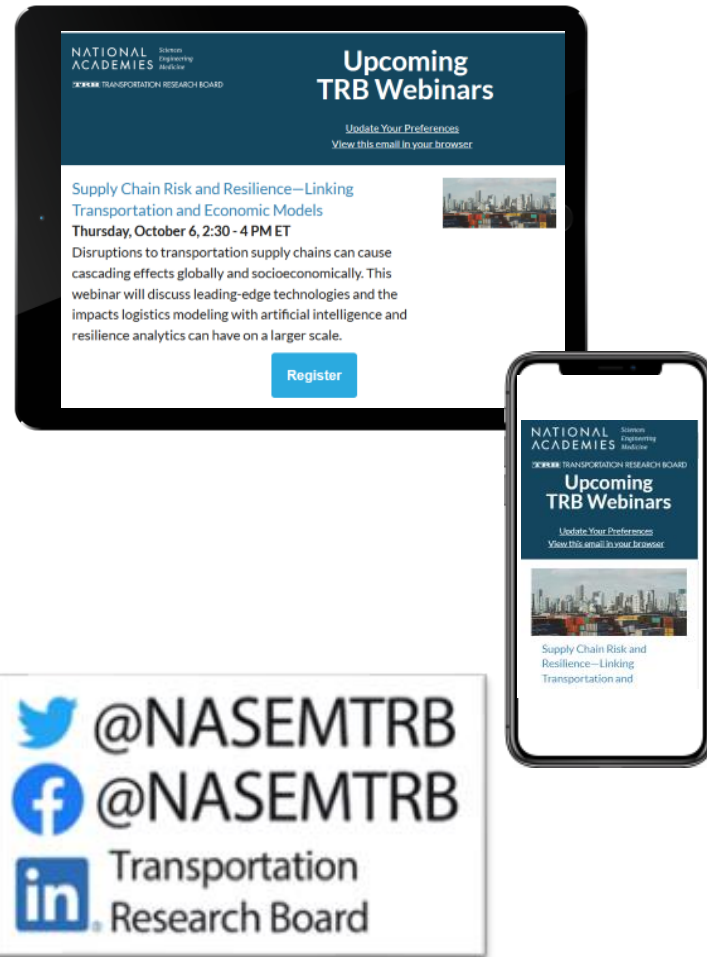 NATIONAL
ACADEMIES
Sciences
Engineering
Medicine
TRB TRANSPORTATION RESEARCH BOARD
Upcoming
TRB Webinars
Update Your Preferences
View this email in your browser
Supply Chain Risk and Resilience—Linking
Transportation and Economic Models
Thursday, October 6, 2:30 - 4 PM ET
Disruptions to transportation supply chains can cause
cascading effects globally and socioeconomically. This
webinar will discuss leading-edge technologies and the
impacts logistics modeling with artificial intelligence and
resilience analytics can have on a larger scale.
Register
NATIONAL
ACADEMIES
Sciences
Engineering
Medicine
TRB TRANSPORTATION RESEARCH BOARD
Upcoming
TRB Webinars
Update Your Preferences
View this email in your browser
Supply Chain Risk and
Resilience—Linking
Transportation and
@NASEMTRB
@NASEMTRB
in Transportation
Research Board